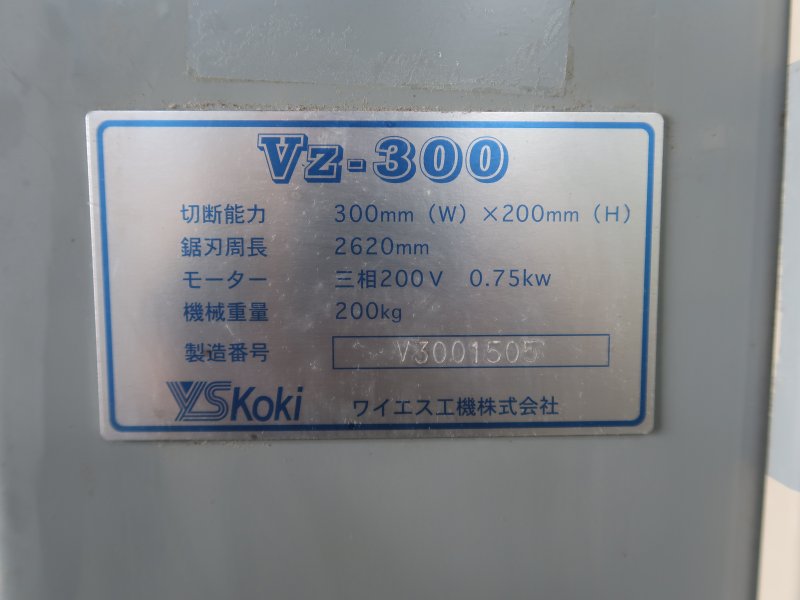 Vz-300
切断能力 300mm（W）×200mm（H）
鋸刃周長 2620mm
モーター 三相200V 0.75kw
機械重量 200kg
製造番号 V3001505
YSKoki ワイエス工機株式会社